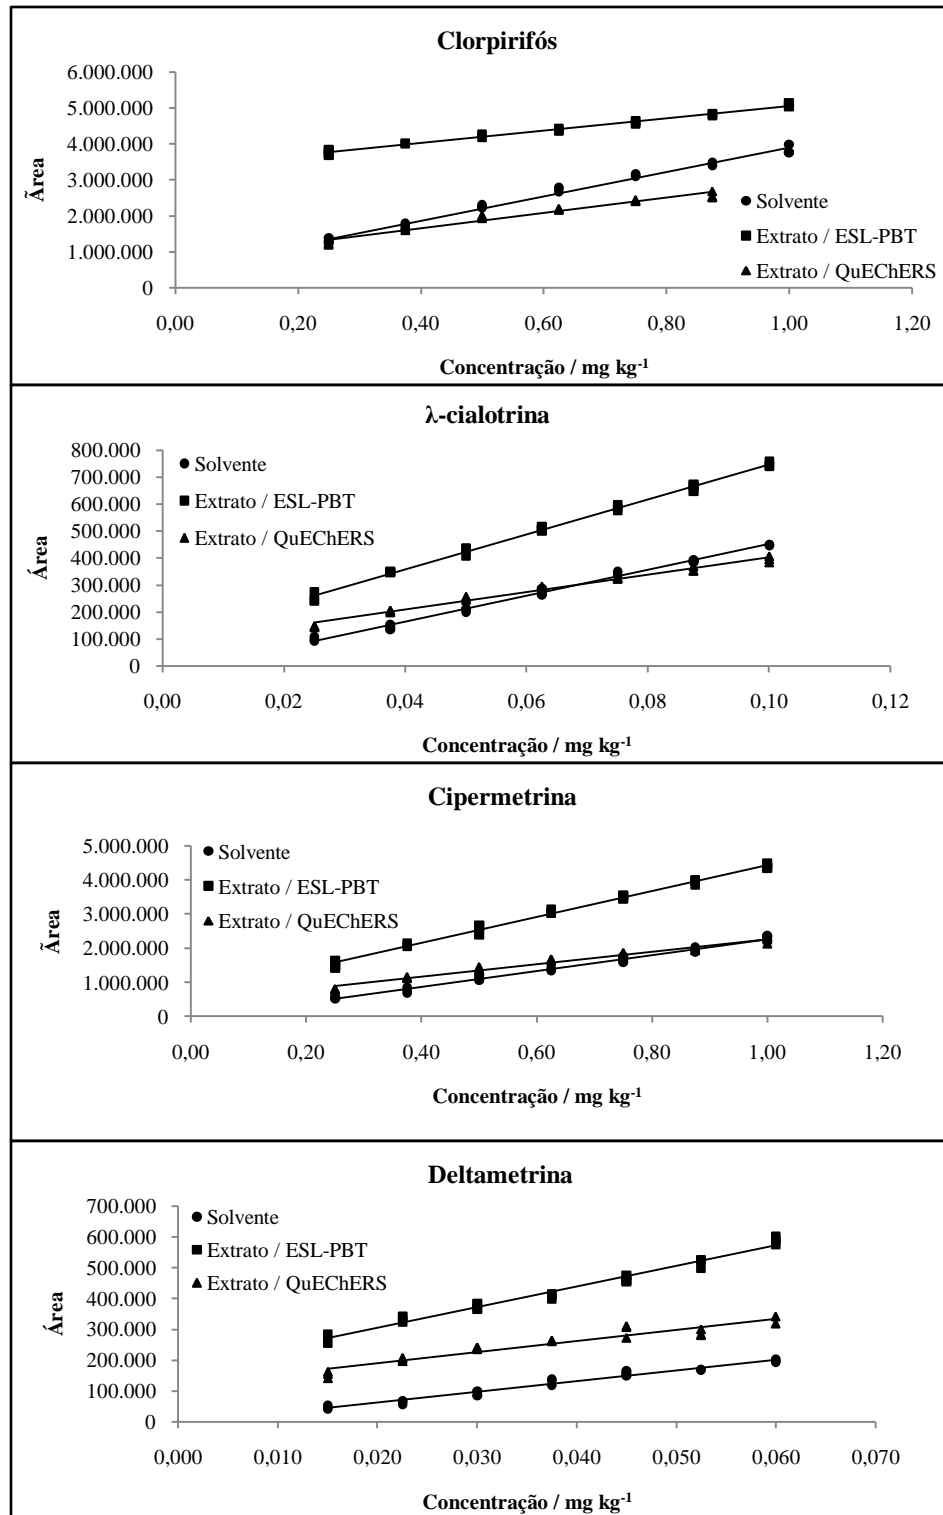 Clorpirifós
6.000.000
5.000.000
4.000.000
3.000.000
2.000.000
1.000.000
0
Ãrea
Solvente
Extrato / ESL-PBT
Extrato / QuEChERS
0,00 0,20 0,40 0,60 0,80 1,00 1,20
Concentração / mg kg-1
λ-cialotrina
800.000
700.000
600.000
500.000
400.000
300.000
200.000
100.000
0
Área
Solvente
Extrato / ESL-PBT
Extrato / QuEChERS
0,00 0,02 0,04 0,06 0,08 0,10 0,12
Concentração / mg kg-1
Cipermetrina
5.000.000
4.000.000
3.000.000
2.000.000
1.000.000
0
Ãrea
Solvente
Extrato / ESL-PBT
Extrato / QuEChERS
0,00 0,20 0,40 0,60 0,80 1,00 1,20
Concentração / mg kg-1
Deltametrina
700.000
600.000
500.000
400.000
300.000
200.000
100.000
0
Área
Solvente
Extrato / ESL-PBT
Extrato / QuEChERS
0,000 0,010 0,020 0,030 0,040 0,050 0,060 0,070
Concentração / mg kg-1